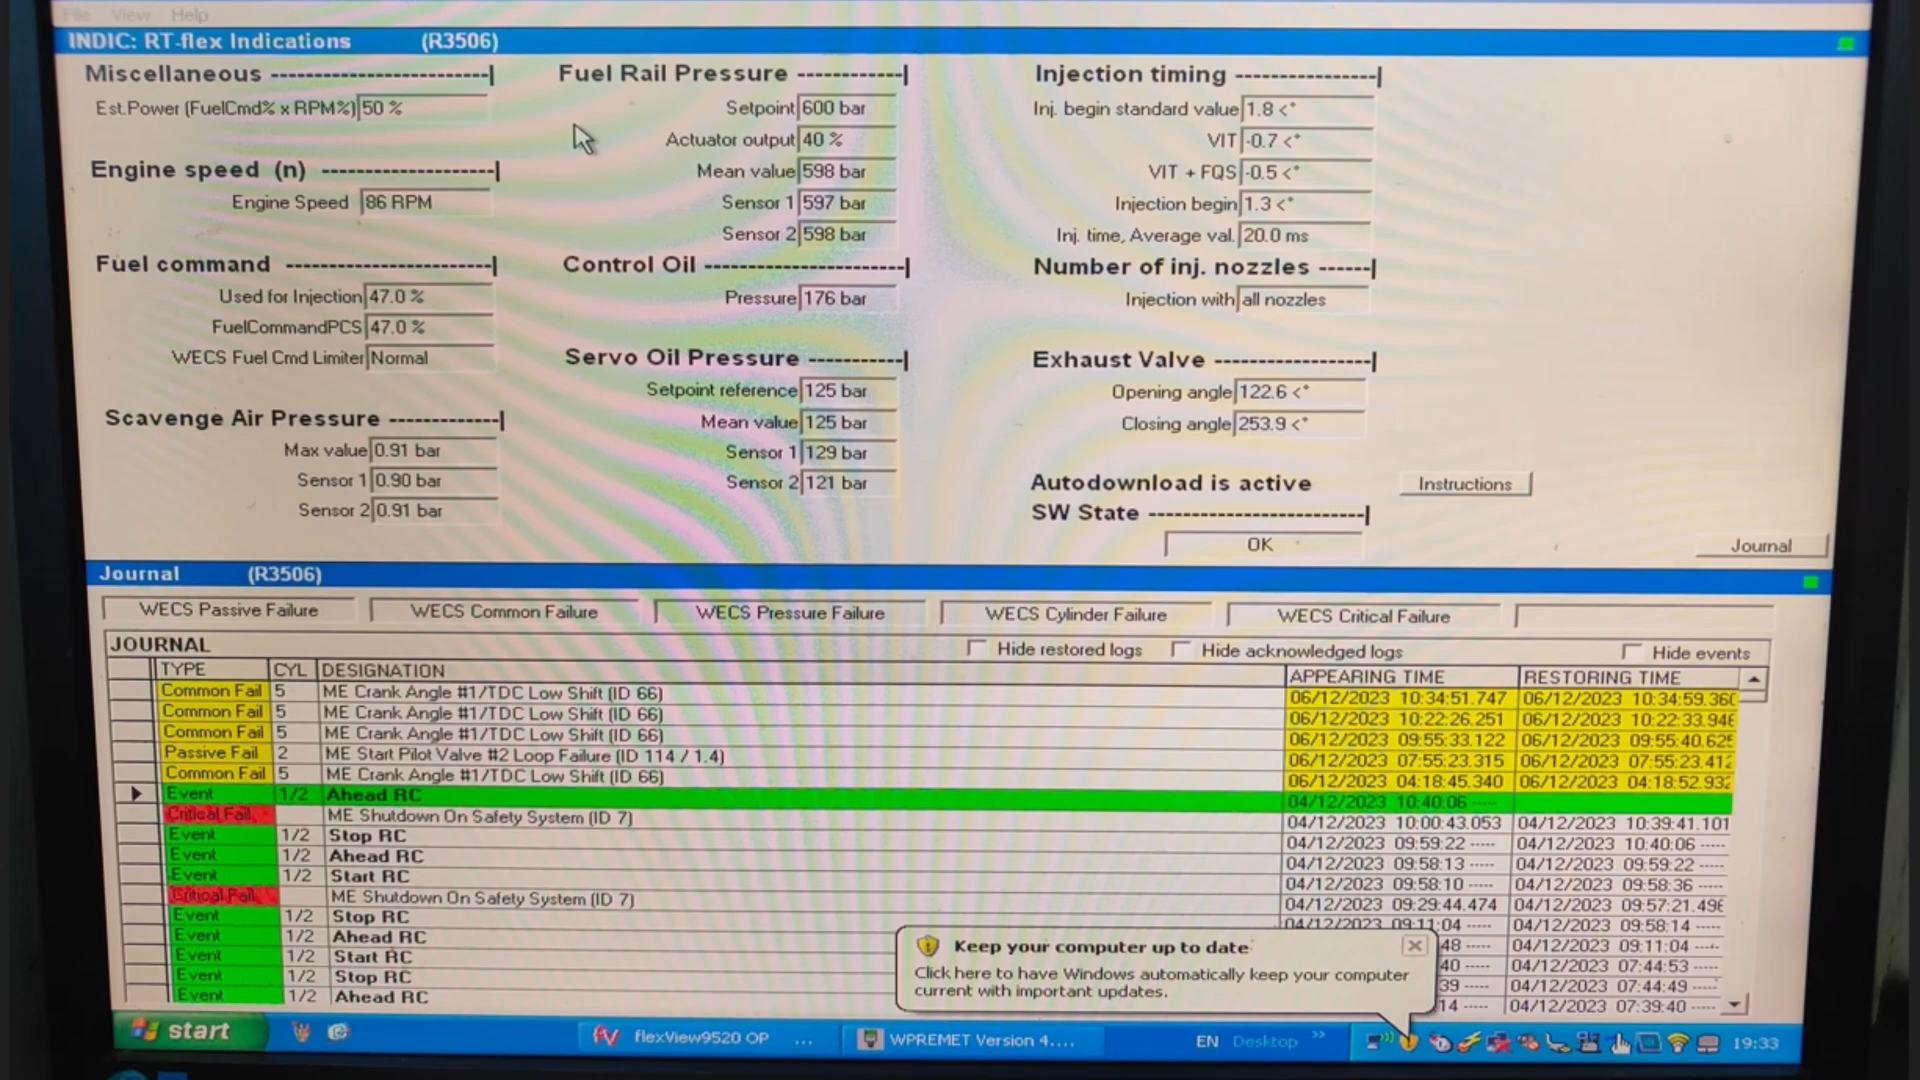 File View Help
INDIC: RT-flex Indications (R3506)
Miscellaneous
Est.Power (FuelCmd% x RPM%) 50 %
Engine speed (n)
Engine Speed 86 RPM
Fuel command
Used for Injection 47.0 %
FuelCommandPCS 47.0 %
WECS Fuel Cmd Limiter Normal
Scavenge Air Pressure
Max value 0.91 bar
Sensor 1 0.90 bar
Sensor 2 0.91 bar
Fuel Rail Pressure
Setpoint 600 bar
Actuator output 40 %
Mean value 598 bar
Sensor 1 597 bar
Sensor 2 598 bar
Control Oil
Pressure 176 bar
Servo Oil Pressure
Setpoint reference 125 bar
Mean value 125 bar
Sensor 1 129 bar
Sensor 2 121 bar
Injection timing
Inj. begin standard value 1.8 <°
VIT -0.7 <°
VIT + FQS -0.5 <°
Injection begin 1.3 <°
Inj. time, Average val. 20.0 ms
Number of inj. nozzles
Injection with all nozzles
Exhaust Valve
Opening angle 122.6 <°
Closing angle 253.9 <°
Autodownload is active Instructions
SW State
OK
Journal
Journal (R3506)
WECS Passive Failure WECS Common Failure WECS Pressure Failure WECS Cylinder Failure WECS Critical Failure
JOURNAL Hide restored logs Hide acknowledged logs Hide events
TYPE CYL DESIGNATION APPEARING TIME RESTORING TIME
Common Fail 5 ME Crank Angle #1/TDC Low Shift (ID 66) 06/12/2023 10:34:51.747 06/12/2023 10:34:59.360
Common Fail 5 ME Crank Angle #1/TDC Low Shift (ID 66) 06/12/2023 10:22:26.251 06/12/2023 10:22:33.946
Common Fail 5 ME Crank Angle #1/TDC Low Shift (ID 66) 06/12/2023 09:55:33.122 06/12/2023 09:55:40.625
Passive Fail 2 ME Start Pilot Valve #2 Loop Failure (ID 114 / 1.4) 06/12/2023 07:55:23.315 06/12/2023 07:55:23.412
Common Fail 5 ME Crank Angle #1/TDC Low Shift (ID 66) 06/12/2023 04:18:45.340 06/12/2023 04:18:52.932
Event 1/2 Ahead RC 04/12/2023 10:40:06 -----
Critical Fail ME Shutdown On Safety System (ID 7) 04/12/2023 10:00:43.053 04/12/2023 10:39:41.101
Event 1/2 Stop RC 04/12/2023 09:59:22 ----- 04/12/2023 10:40:06 -----
Event 1/2 Ahead RC 04/12/2023 09:58:13 ----- 04/12/2023 09:59:22 -----
Event 1/2 Start RC 04/12/2023 09:58:10 ----- 04/12/2023 09:58:36 -----
Critical Fail ME Shutdown On Safety System (ID 7) 04/12/2023 09:29:44.474 04/12/2023 09:57:21.496
Event 1/2 Stop RC 04/12/2023 09:11:04 ----- 04/12/2023 09:58:14 -----
Event 1/2 Ahead RC 48 ----- 04/12/2023 09:11:04 -----
Event 1/2 Start RC 40 ----- 04/12/2023 07:44:53 -----
Event 1/2 Stop RC 39 ----- 04/12/2023 07:44:49 -----
Event 1/2 Ahead RC 14 ----- 04/12/2023 07:39:40 -----
Keep your computer up to date
Click here to have Windows automatically keep your computer
current with important updates.
start flexView9520 OP ... WPREMET Version 4.... EN Desktop >> 19:33